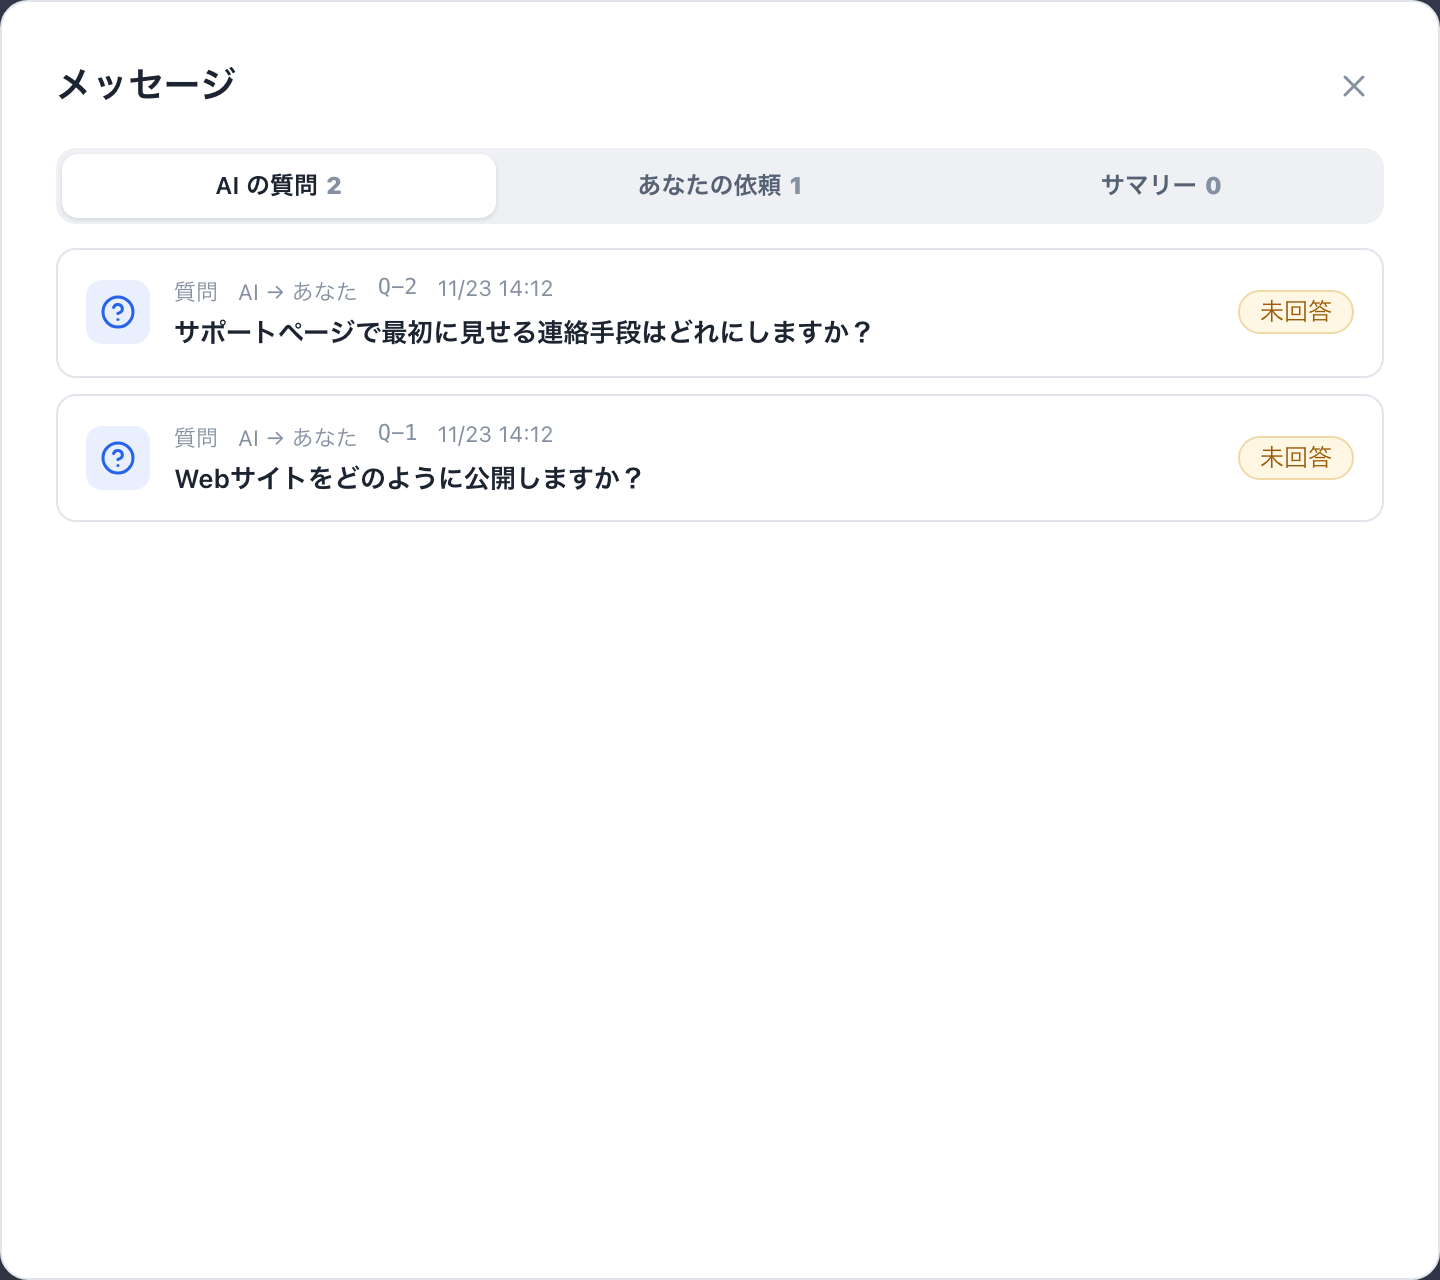 メッセージ
AI の質問 2
あなたの依頼 1
サマリー 0
質問 AI → あなた Q-2 11/23 14:12
サポートページで最初に見せる連絡手段はどれにしますか？
未回答
質問 AI → あなた Q-1 11/23 14:12
Webサイトをどのように公開しますか？
未回答